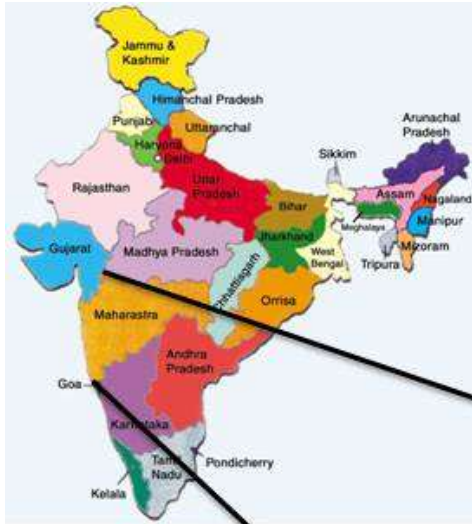 Jammu &
Kashmir
Himanchal Pradesh
Punjab
Uttaranchal
Haryana
Delhi
Arunachal
Pradesh
Sikkim
Rajasthan
Uttar
Pradesh
Assam
Nagaland
Bihar
Meghalaya
Manipur
Gujarat
Madhya Pradesh
Jharkhand
West
Bengal
Tripura
Mizoram
Chhattisgarh
Orrisa
Maharastra
Andhra
Pradesh
Goa
Karnataka
Tamil
Nadu
Pondicherry
Kelala